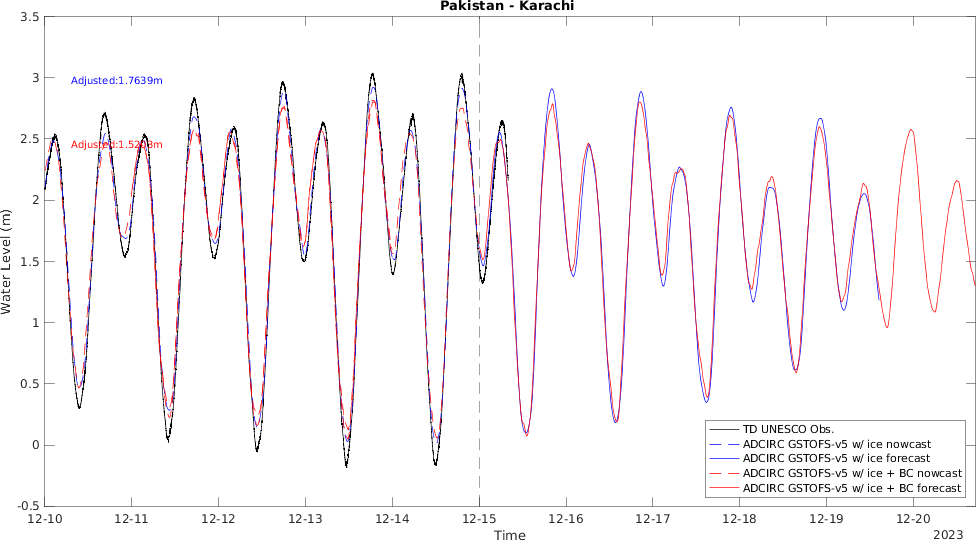 Pakistan - Karachi
3.5
3
2.5
2
1.5
1
0.5
0
-0.5
Water Level (m)
Adjusted:1.7639m
TD UNESCO Obs.
ADCIRC GSTOFS-v5 w/ ice nowcast
ADCIRC GSTOFS-v5 w/ ice forecast
ADCIRC GSTOFS-v5 w/ ice + BC nowcast
ADCIRC GSTOFS-v5 w/ ice + BC forecast
12-10 12-11 12-12 12-13 12-14 12-15 12-16 12-17 12-18 12-19 12-20
Time
2023